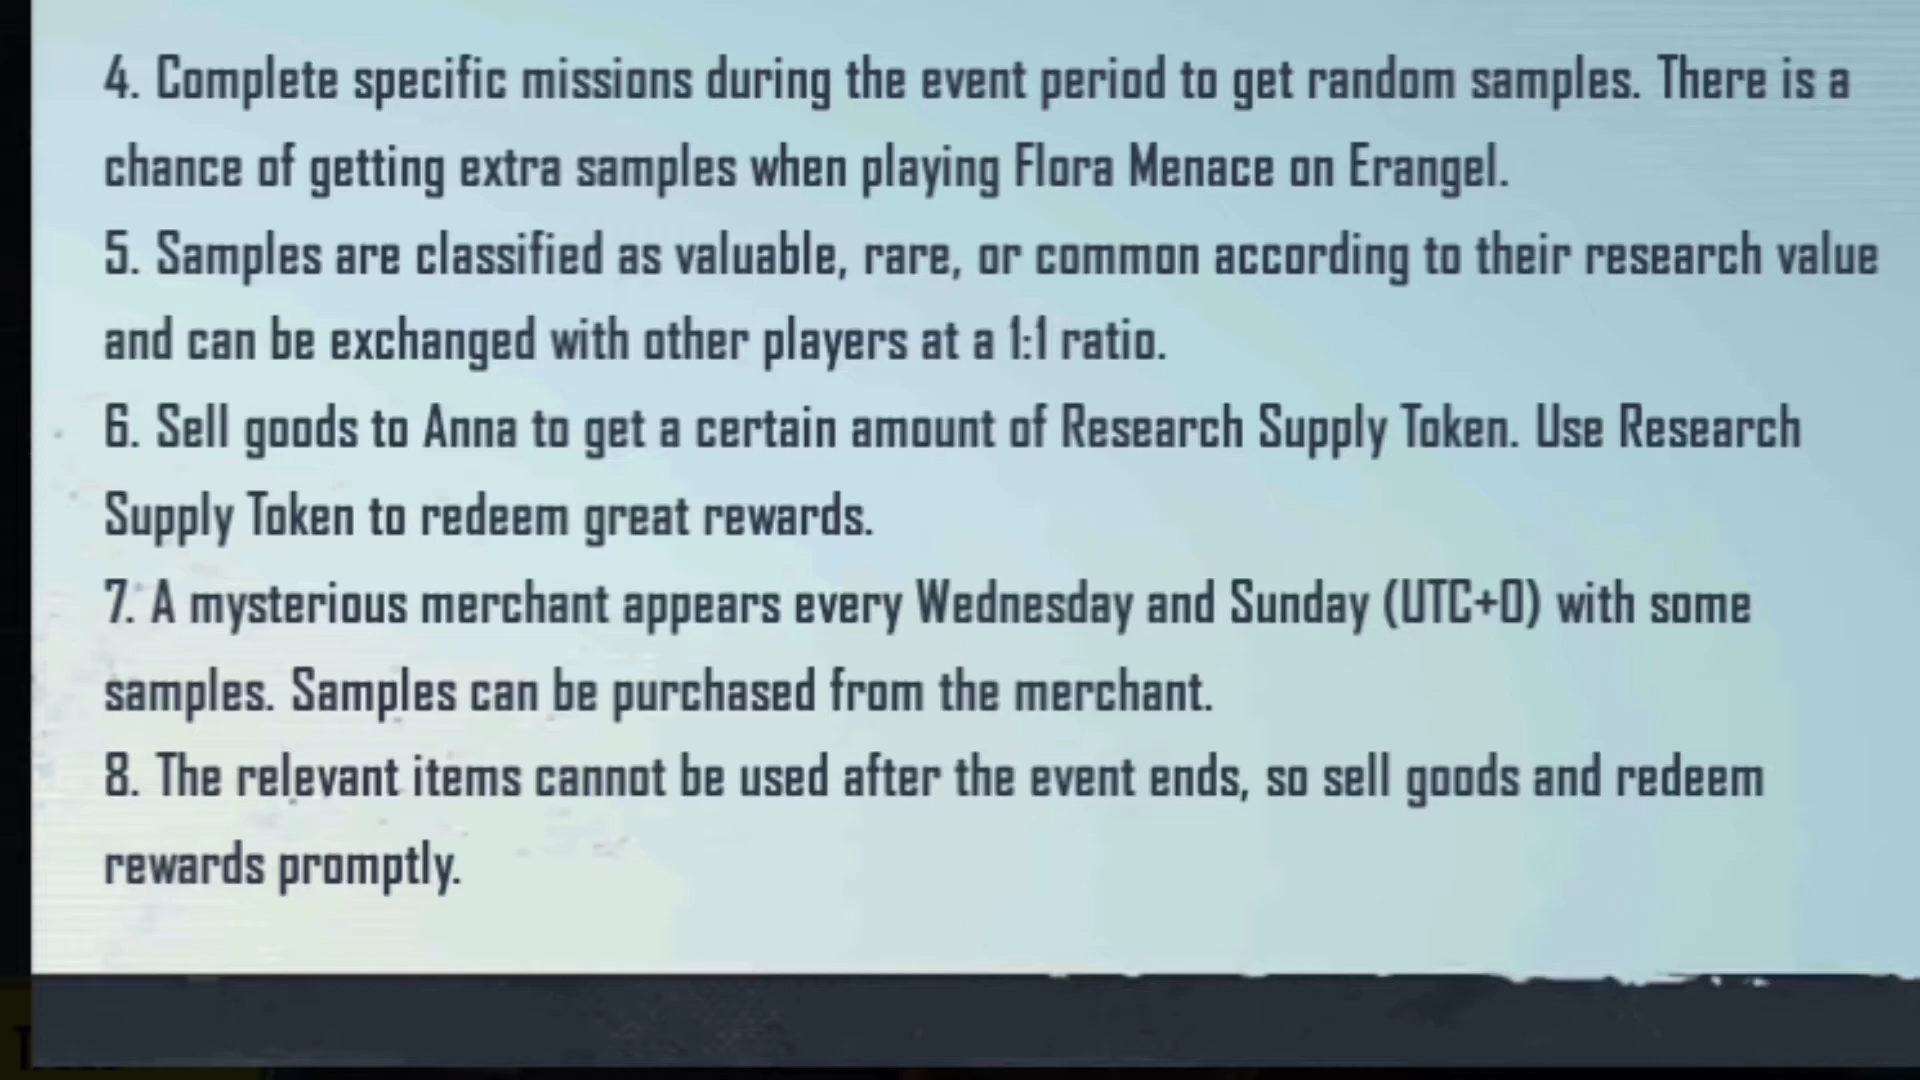 4. Complete specific missions during the event period to get random samples. There is a
chance of getting extra samples when playing Flora Menace on Erangel.
5. Samples are classified as valuable, rare, or common according to their research value
and can be exchanged with other players at a 1:1 ratio.
6. Sell goods to Anna to get a certain amount of Research Supply Token. Use Research
Supply Token to redeem great rewards.
7. A mysterious merchant appears every Wednesday and Sunday (UTC+0) with some
samples. Samples can be purchased from the merchant.
8. The relevant items cannot be used after the event ends, so sell goods and redeem
rewards promptly.